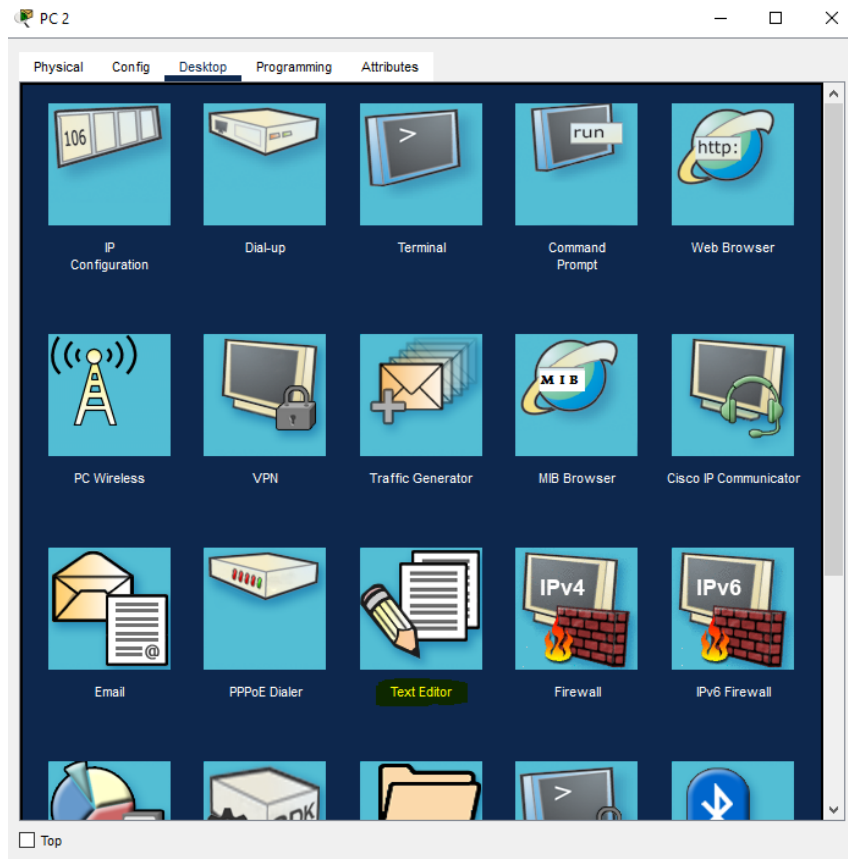 PC 2
Physical Config Desktop Programming Attributes
106
>
run
http:
IP
Configuration
Dial-up
Terminal
Command
Prompt
Web Browser
MIB
PC Wireless
VPN
Traffic Generator
MIB Browser
Cisco IP Communicator
@
IPv4
IPv6
Email
PPPoE Dialer
Text Editor
Firewall
IPv6 Firewall
>
Top